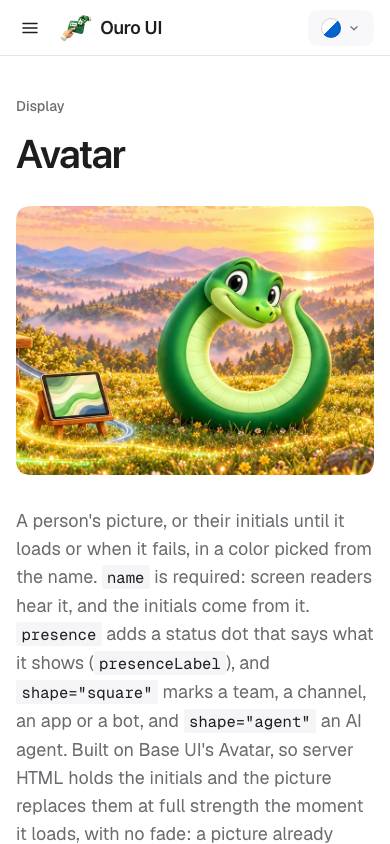 Ouro UI
Display
Avatar
A person's picture, or their initials until it
loads or when it fails, in a color picked from
the name. name is required: screen readers
hear it, and the initials come from it.
presence adds a status dot that says what
it shows (presenceLabel), and
shape="square" marks a team, a channel,
an app or a bot, and shape="agent" an AI
agent. Built on Base UI's Avatar, so server
HTML holds the initials and the picture
replaces them at full strength the moment
it loads, with no fade: a picture already